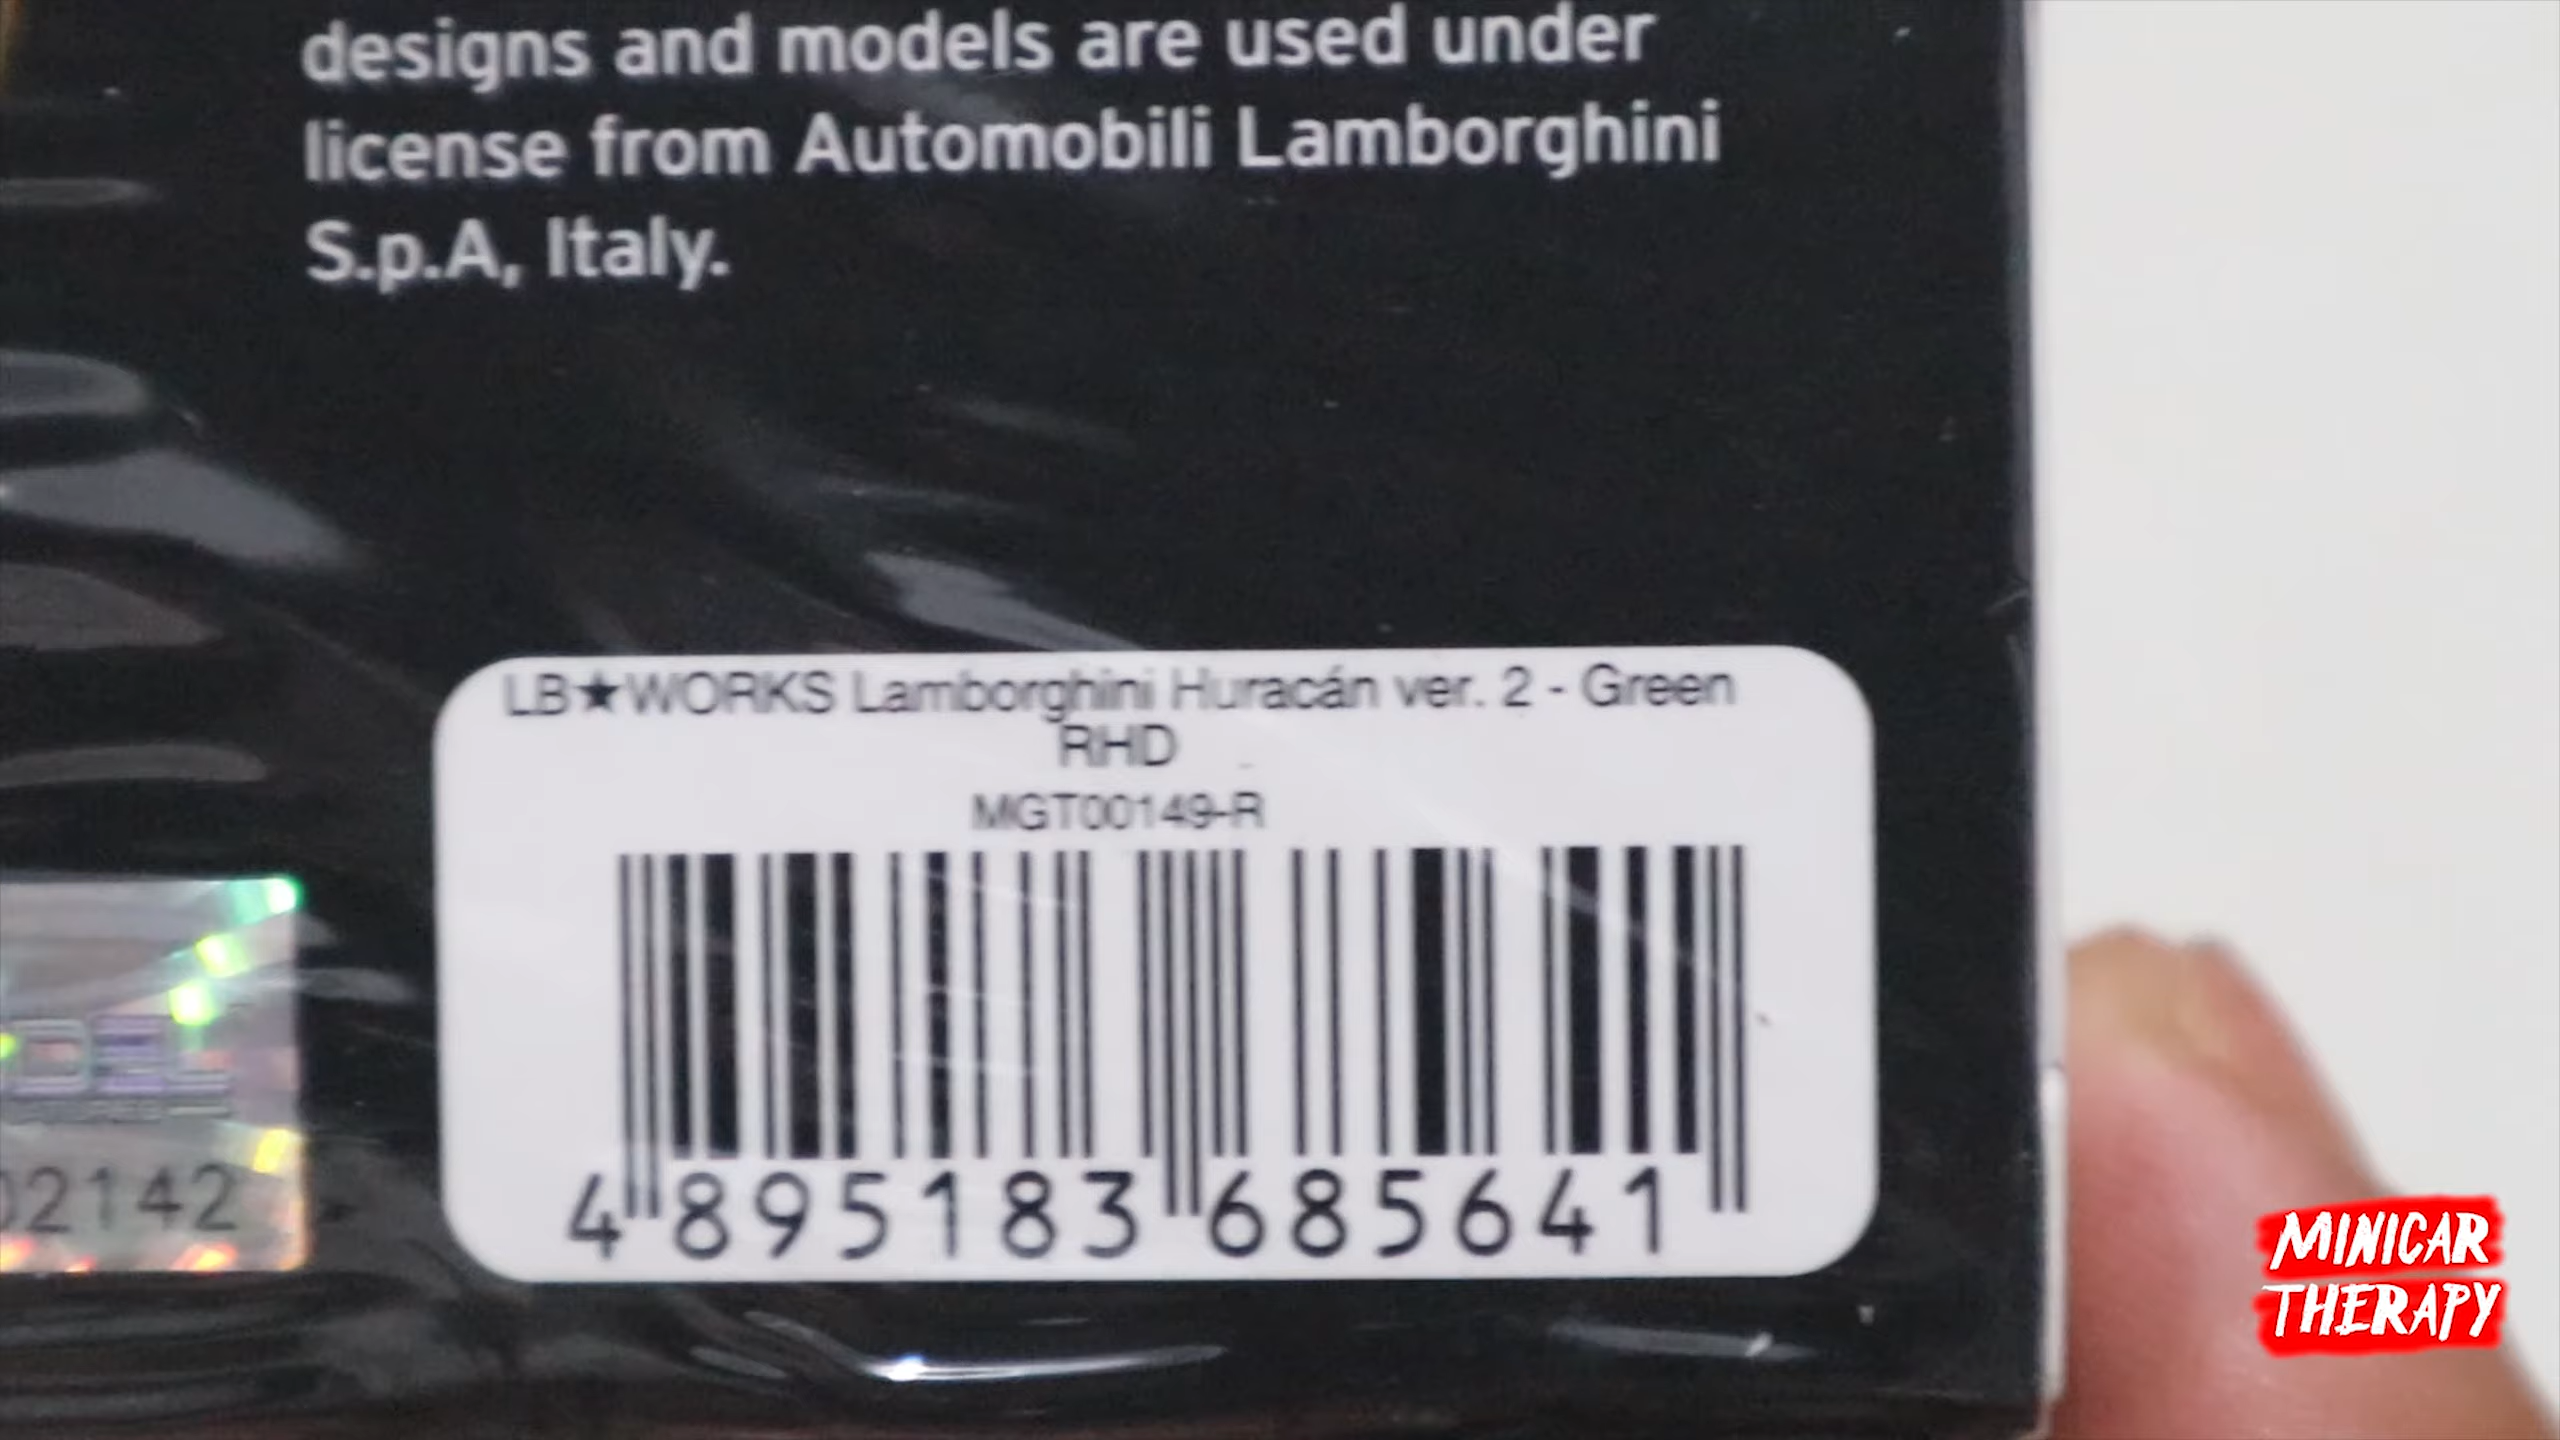 designs and models are used under
license from Automobili Lamborghini
S.p.A, Italy.
LB★WORKS Lamborghini Huracán ver. 2 - Green
RHD
MGT00149-R
4 895183 685641
02142
MINICAR
THERAPY